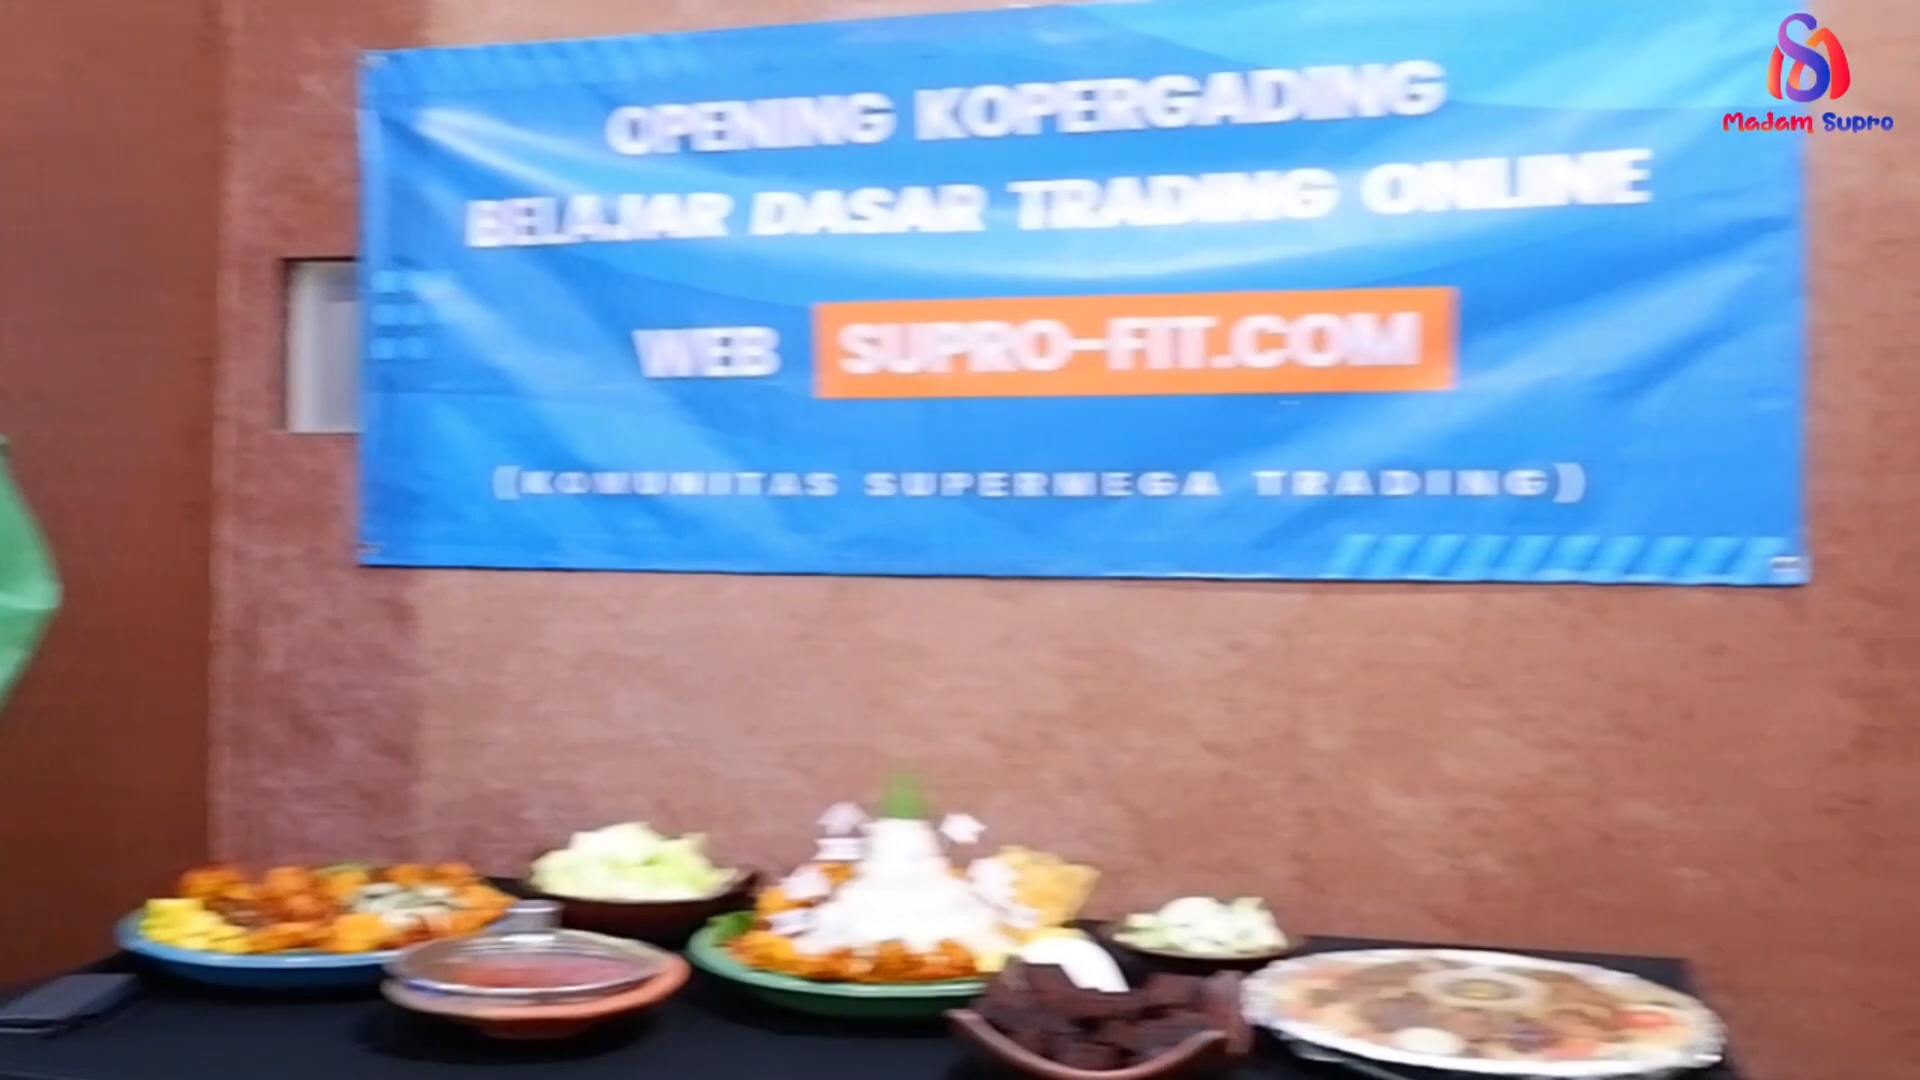 Madam Supro
OPENING KOPERGADING
BELAJAR DASAR TRADING ONLINE
WEB SUPRO-FIT.COM
((KOMUNITAS SUPERMEGA TRADING))